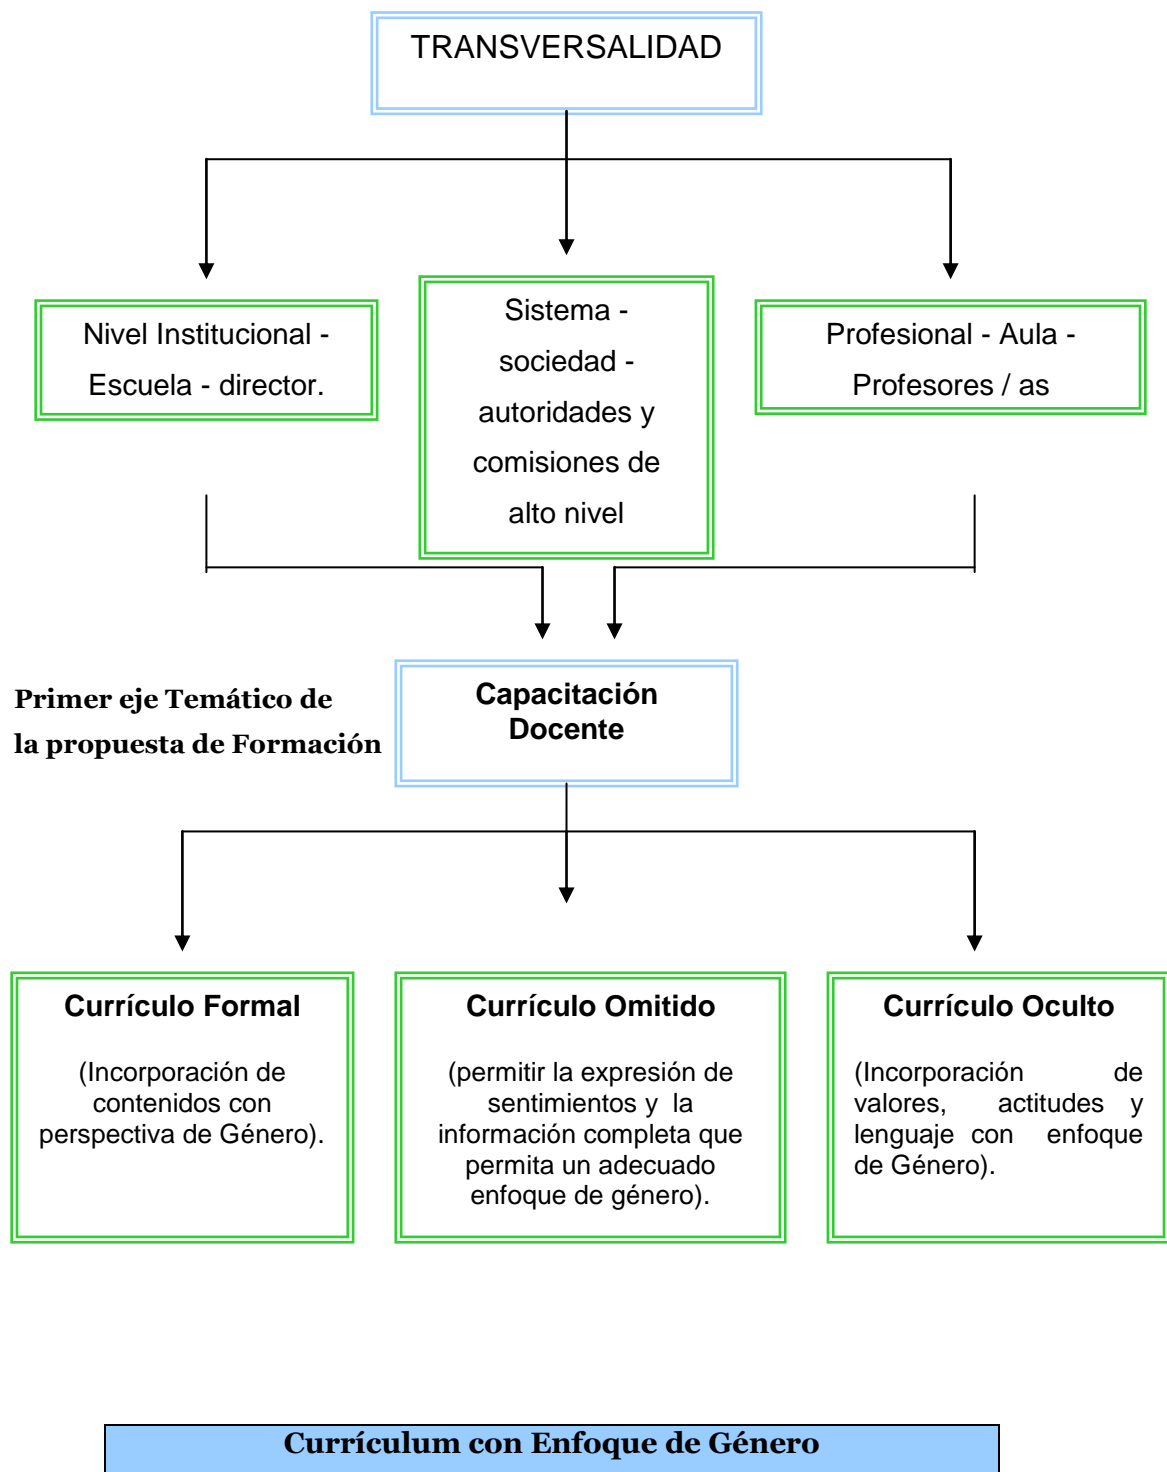 TRANSVERSALIDAD
Nivel Institucional -
Escuela - director.
Sistema -
sociedad -
autoridades y
comisiones de
alto nivel
Profesional - Aula -
Profesores / as
Primer eje Temático de
la propuesta de Formación
Capacitación
Docente
Currículo Formal
(Incorporación de
contenidos con
perspectiva de Género).
Currículo Omitido
(permitir la expresión de
sentimientos y la
información completa que
permita un adecuado
enfoque de género).
Currículo Oculto
(Incorporación de
valores, actitudes y
lenguaje con enfoque
de Género).
Currículum con Enfoque de Género